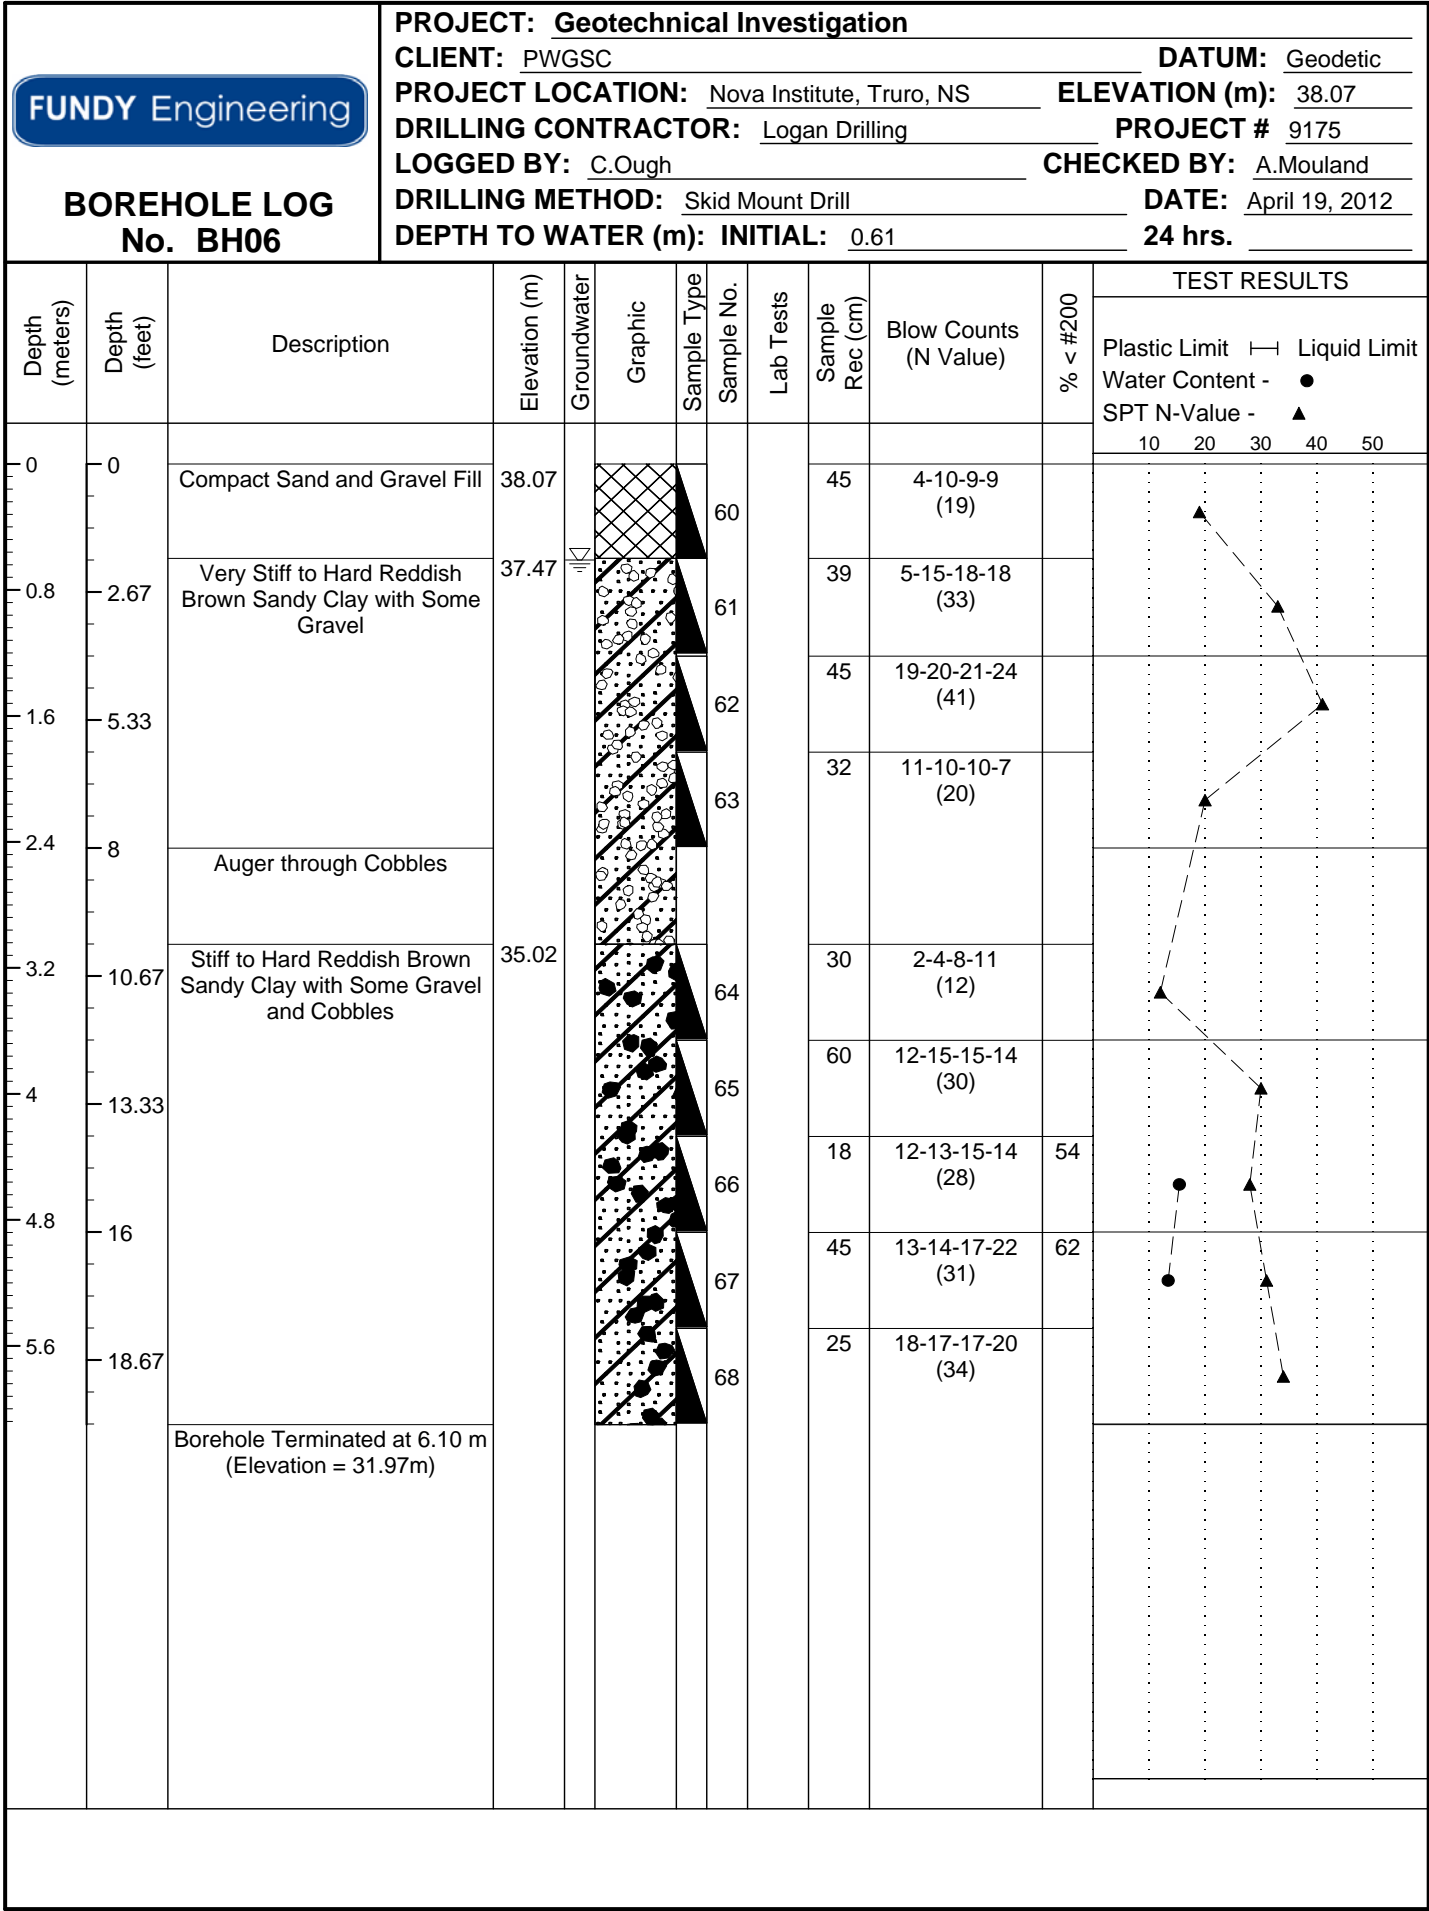 FUNDY Engineering
BOREHOLE LOG
No. BH06
PROJECT: Geotechnical Investigation
CLIENT: PWGSC DATUM: Geodetic
PROJECT LOCATION: Nova Institute, Truro, NS ELEVATION (m): 38.07
DRILLING CONTRACTOR: Logan Drilling PROJECT # 9175
LOGGED BY: C.Ough CHECKED BY: A.Mouland
DRILLING METHOD: Skid Mount Drill DATE: April 19, 2012
DEPTH TO WATER (m): INITIAL: 0.61 24 hrs.
Depth
(meters)
Depth
(feet)
Description
Elevation (m)
Groundwater
Graphic
Sample Type
Sample No.
Lab Tests
Sample
Rec (cm)
Blow Counts
(N Value)
% < #200
TEST RESULTS
Plastic Limit Liquid Limit
Water Content -
SPT N-Value -
10 20 30 40 50
0 0
Compact Sand and Gravel Fill 38.07 60 45 4-10-9-9
(19)
0.8 2.67
Very Stiff to Hard Reddish
Brown Sandy Clay with Some
Gravel
37.47 61 39 5-15-18-18
(33)
62 45 19-20-21-24
(41)
1.6 5.33
63 32 11-10-10-7
(20)
2.4 8
Auger through Cobbles
3.2 10.67
Stiff to Hard Reddish Brown
Sandy Clay with Some Gravel
and Cobbles
35.02 64 30 2-4-8-11
(12)
65 60 12-15-15-14
(30)
4 13.33
66 18 12-13-15-14 54
(28)
4.8 16
67 45 13-14-17-22 62
(31)
5.6 18.67
68 25 18-17-17-20
(34)
Borehole Terminated at 6.10 m
(Elevation = 31.97m)